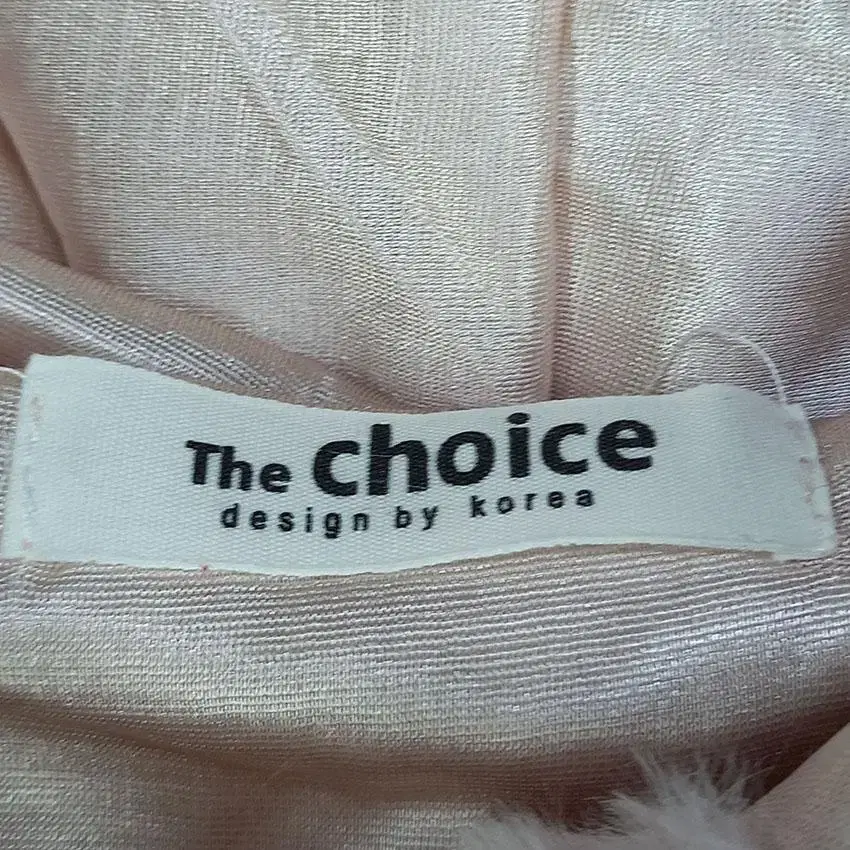 The choice
design by korea